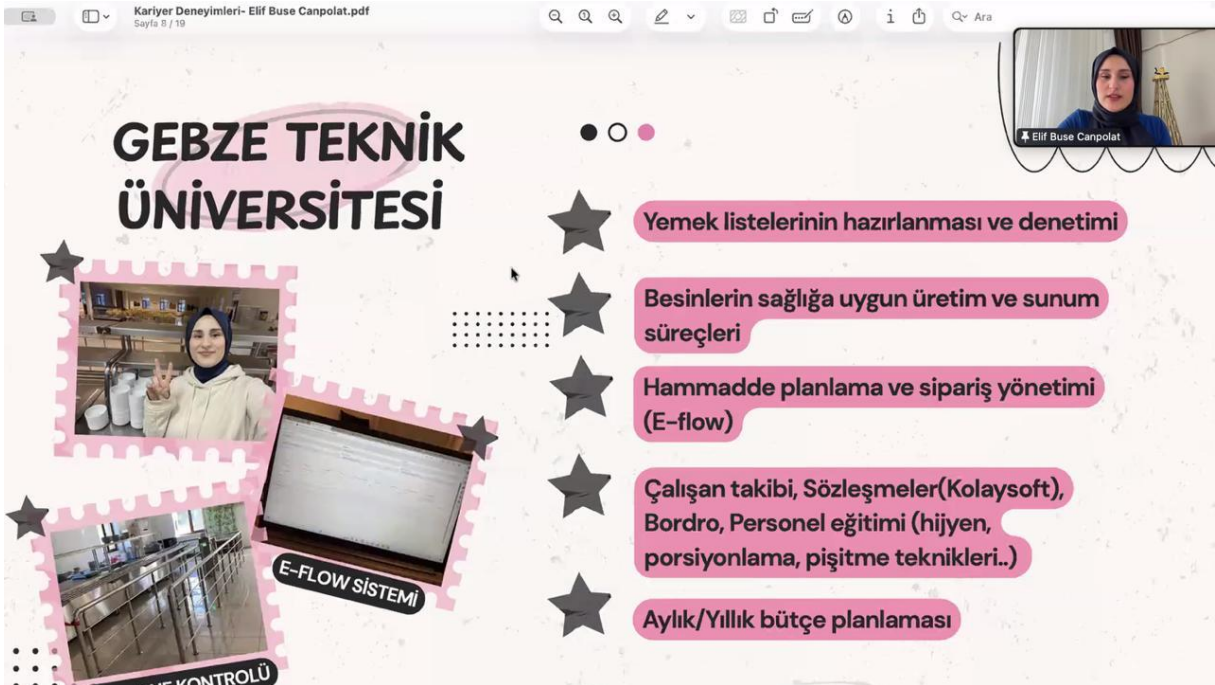 Kariyer Deneyimleri- Elif Buse Canpolat.pdf
Sayfa 8 / 19
Ara
Elif Buse Canpolat
GEBZE TEKNİK
ÜNİVERSİTESİ
Yemek listelerinin hazırlanması ve denetimi
Besinlerin sağlığa uygun üretim ve sunum
süreçleri
Hammadde planlama ve sipariş yönetimi
(E-flow)
Çalışan takibi, Sözleşmeler(Kolaysoft),
Bordro, Personel eğitimi (hijyen,
porsiyonlama, pişitme teknikleri..)
Aylık/Yıllık bütçe planlaması
E-FLOW SİSTEMİ
KONTROLÜ